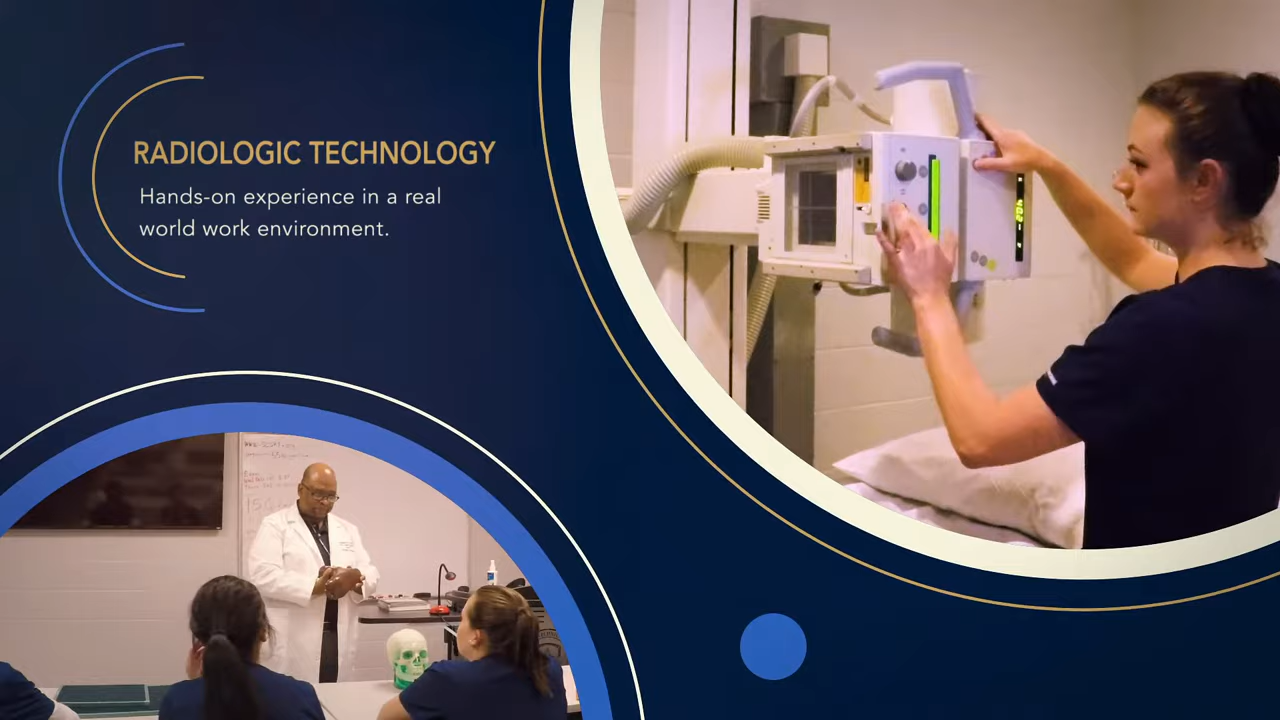 RADIOLOGIC TECHNOLOGY
Hands-on experience in a real
world work environment.